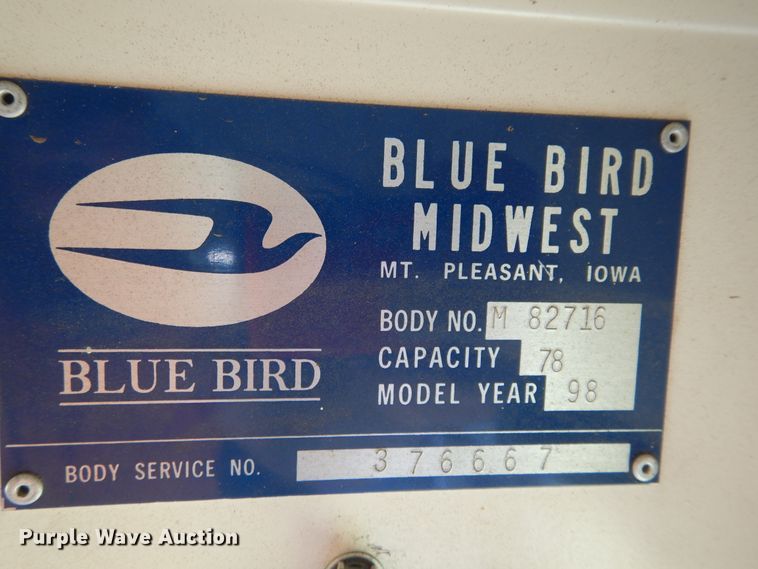 BLUE BIRD
MIDWEST
MT. PLEASANT, IOWA
BODY NO. M 82716
CAPACITY 78
MODEL YEAR 98
BLUE BIRD
BODY SERVICE NO. 376667
Purple Wave Auction